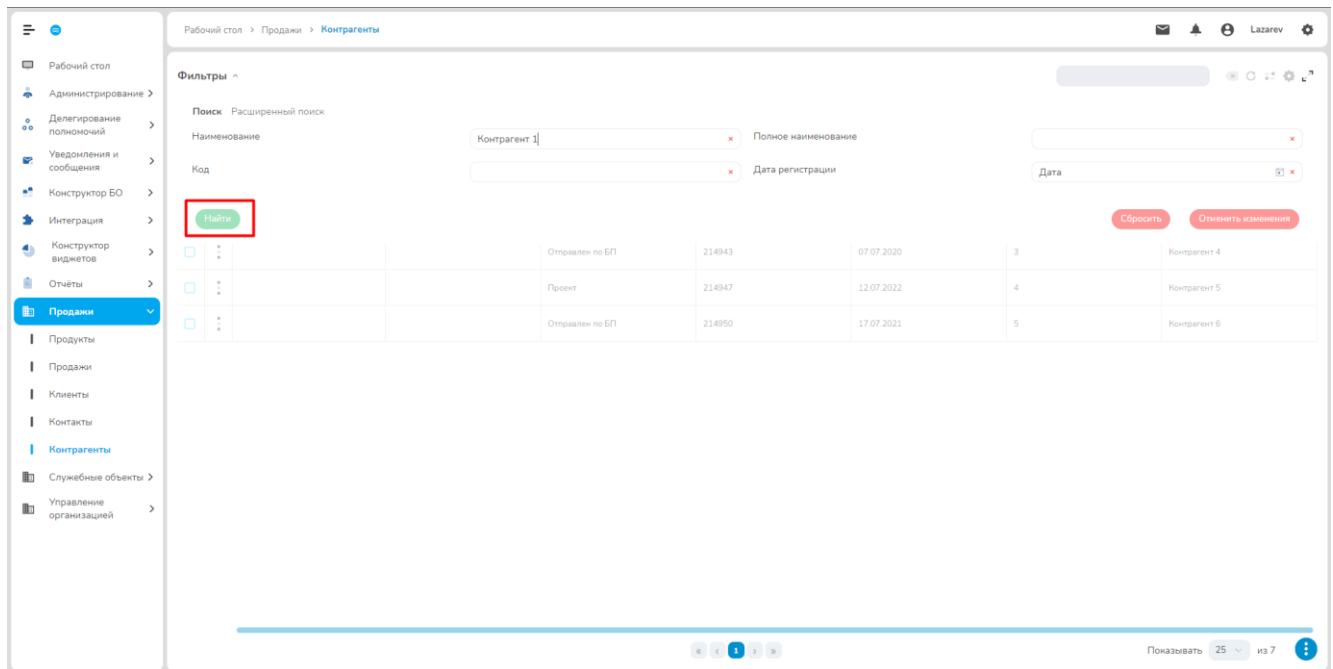 Рабочий стол > Продажи > Контрагенты
Lazarev
Рабочий стол
Администрирование
Делегирование
полномочий
Уведомления и
сообщения
Конструктор БО
Интеграция
Конструктор
виджетов
Отчёты
Продажи
Продукты
Продажи
Клиенты
Контакты
Контрагенты
Служебные объекты
Управление
организацией
Фильтры
Поиск Расширенный поиск
Наименование Контрагент 1 Полное наименование
Код Дата регистрации Дата
Найти Сбросить Отменить изменения
Отправлен по БП 214943 07.07.2020 3 Контрагент 4
Проект 214947 12.07.2022 4 Контрагент 5
Отправлен по БП 214950 17.07.2021 5 Контрагент 6
« ‹ 1 › » Показывать 25 из 7